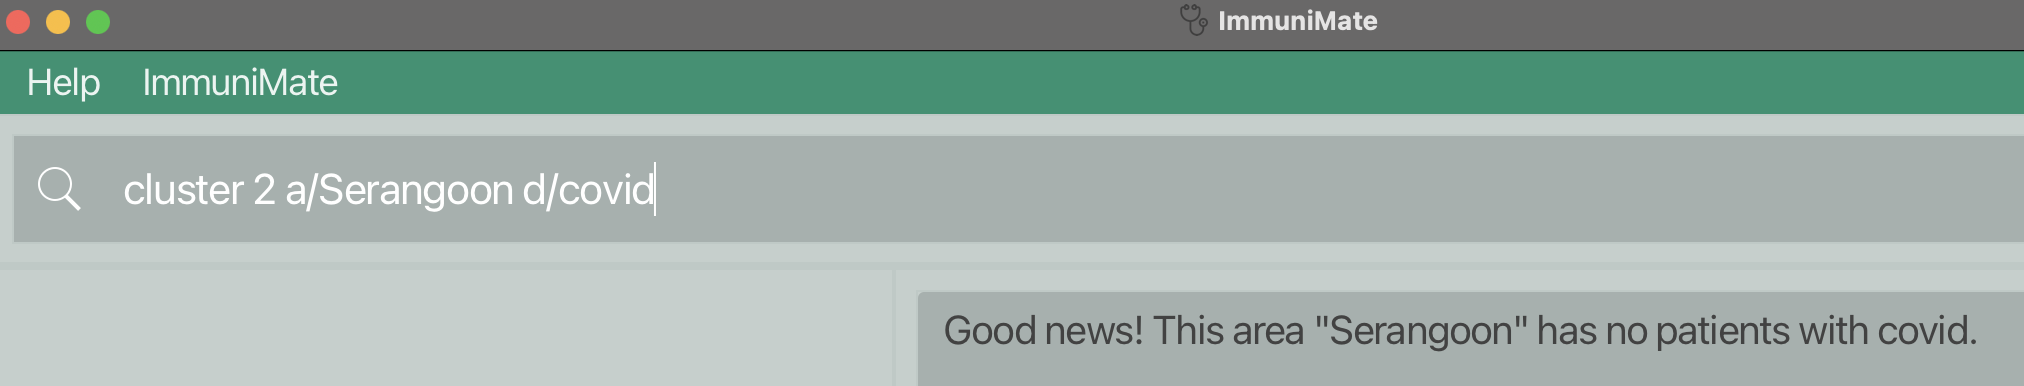 ImmuniMate
Help ImmuniMate
cluster 2 a/Serangoon d/covid
Good news! This area "Serangoon" has no patients with covid.